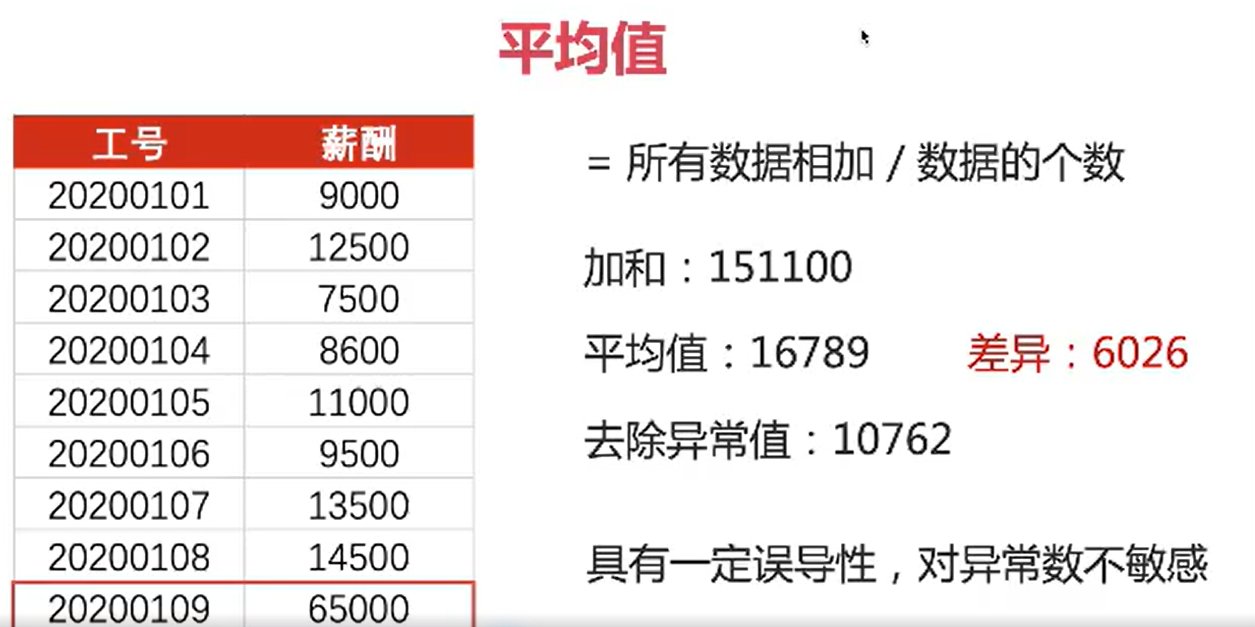 平均值
工号 薪酬
20200101 9000
20200102 12500
20200103 7500
20200104 8600
20200105 11000
20200106 9500
20200107 13500
20200108 14500
20200109 65000
= 所有数据相加 / 数据的个数
加和：151100
平均值：16789 差异：6026
去除异常值：10762
具有一定误导性，对异常数不敏感